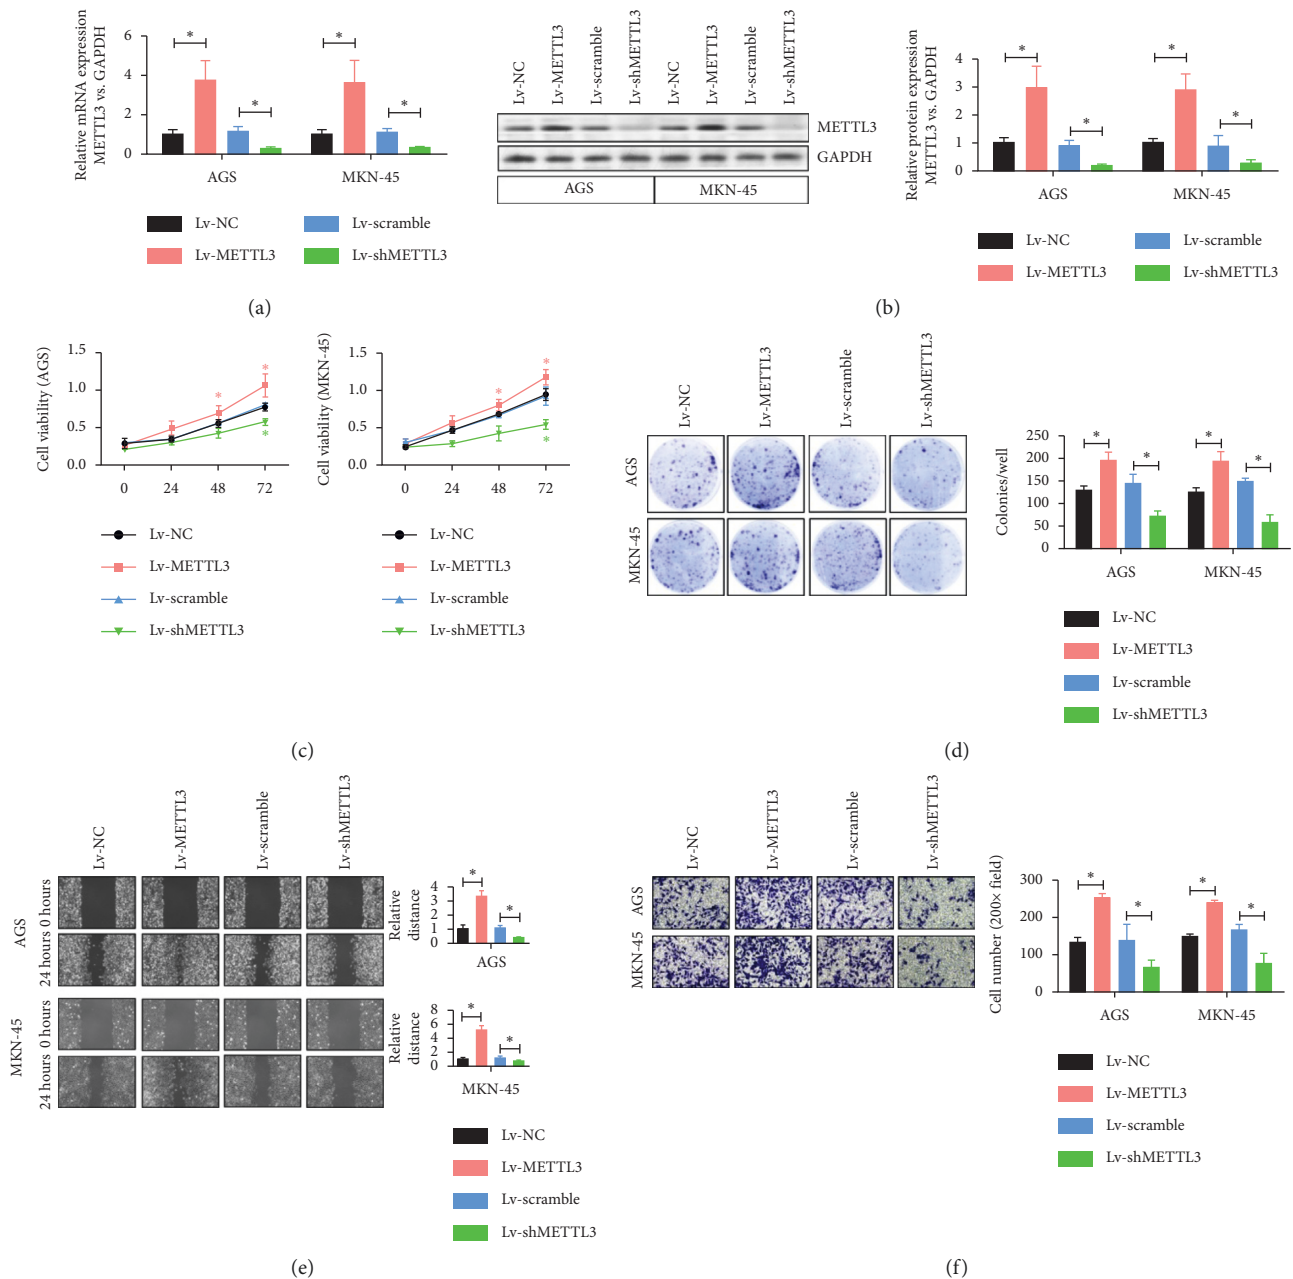 Relative mRNA expression
METTL3 vs. GAPDH
6
4
2
0
*
*
*
*
AGS
MKN-45
Lv-NC
Lv-scramble
Lv-METTL3
Lv-shMETTL3
(a)
Lv-NC
Lv-METTL3
Lv-scramble
Lv-shMETTL3
Lv-NC
Lv-METTL3
Lv-scramble
Lv-shMETTL3
METTL3
GAPDH
AGS
MKN-45
Relative protein expression
METTL3 vs. GAPDH
4
3
2
1
0
*
*
*
*
AGS
MKN-45
Lv-NC
Lv-scramble
Lv-METTL3
Lv-shMETTL3
(b)
Cell viability (AGS)
1.5
1.0
0.5
0.0
*
*
*
0
24
48
72
Lv-NC
Lv-METTL3
Lv-scramble
Lv-shMETTL3
Cell viability (MKN-45)
1.5
1.0
0.5
0.0
*
*
*
0
24
48
72
Lv-NC
Lv-METTL3
Lv-scramble
Lv-shMETTL3
(c)
Lv-NC
Lv-METTL3
Lv-scramble
Lv-shMETTL3
AGS
MKN-45
Colonies/well
250
200
150
100
50
0
*
*
*
*
AGS
MKN-45
Lv-NC
Lv-METTL3
Lv-scramble
Lv-shMETTL3
(d)
Lv-NC
Lv-METTL3
Lv-scramble
Lv-shMETTL3
AGS
0 hours
24 hours
MKN-45
0 hours
24 hours
Relative
distance
4
3
2
1
0
*
*
AGS
Relative
distance
8
6
4
2
0
*
*
MKN-45
Lv-NC
Lv-METTL3
Lv-scramble
Lv-shMETTL3
(e)
Lv-NC
Lv-METTL3
Lv-scramble
Lv-shMETTL3
AGS
MKN-45
Cell number (200× field)
300
200
100
0
*
*
*
*
AGS
MKN-45
Lv-NC
Lv-METTL3
Lv-scramble
Lv-shMETTL3
(f)